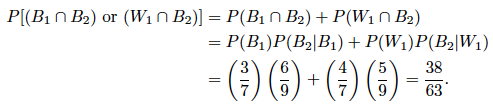 P[(B₁ ∩ B₂) or (W₁ ∩ B₂)] = P(B₁ ∩ B₂) + P(W₁ ∩ B₂)
= P(B₁)P(B₂|B₁) + P(W₁)P(B₂|W₁)
= (3/7)(6/9) + (4/7)(5/9) = 38/63.